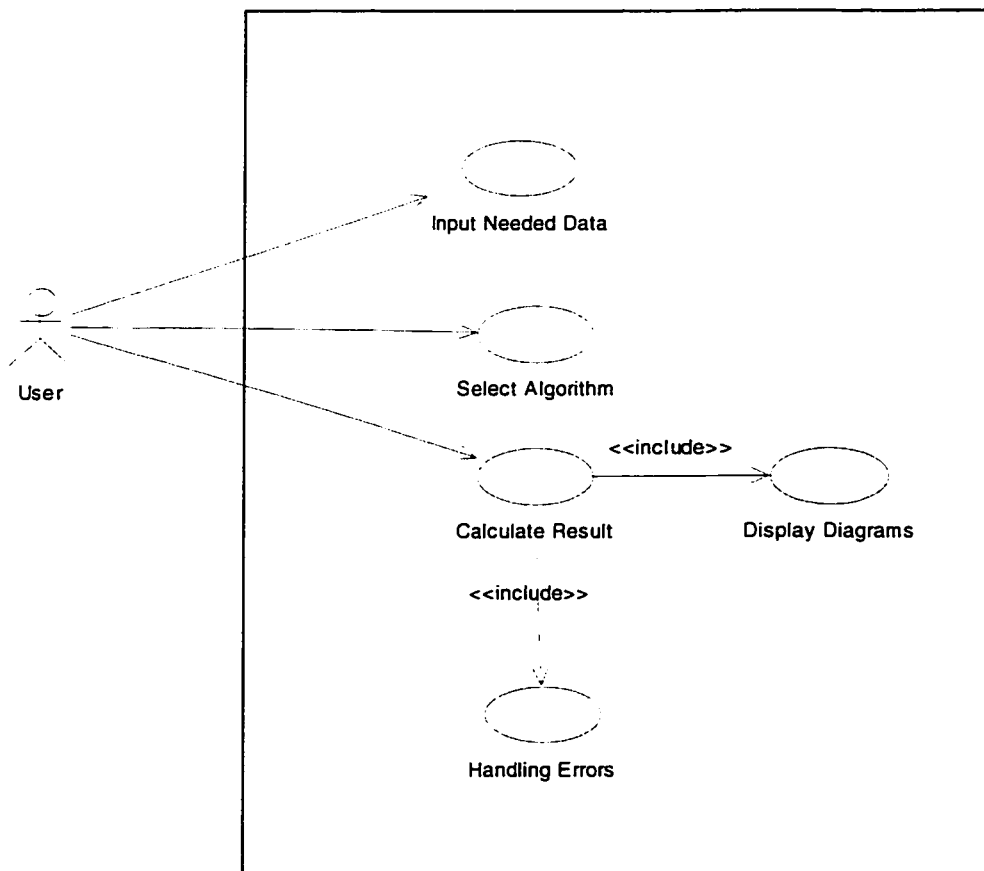 Input Needed Data
User
Select Algorithm
<<include>>
Calculate Result
Display Diagrams
<<include>>
Handling Errors